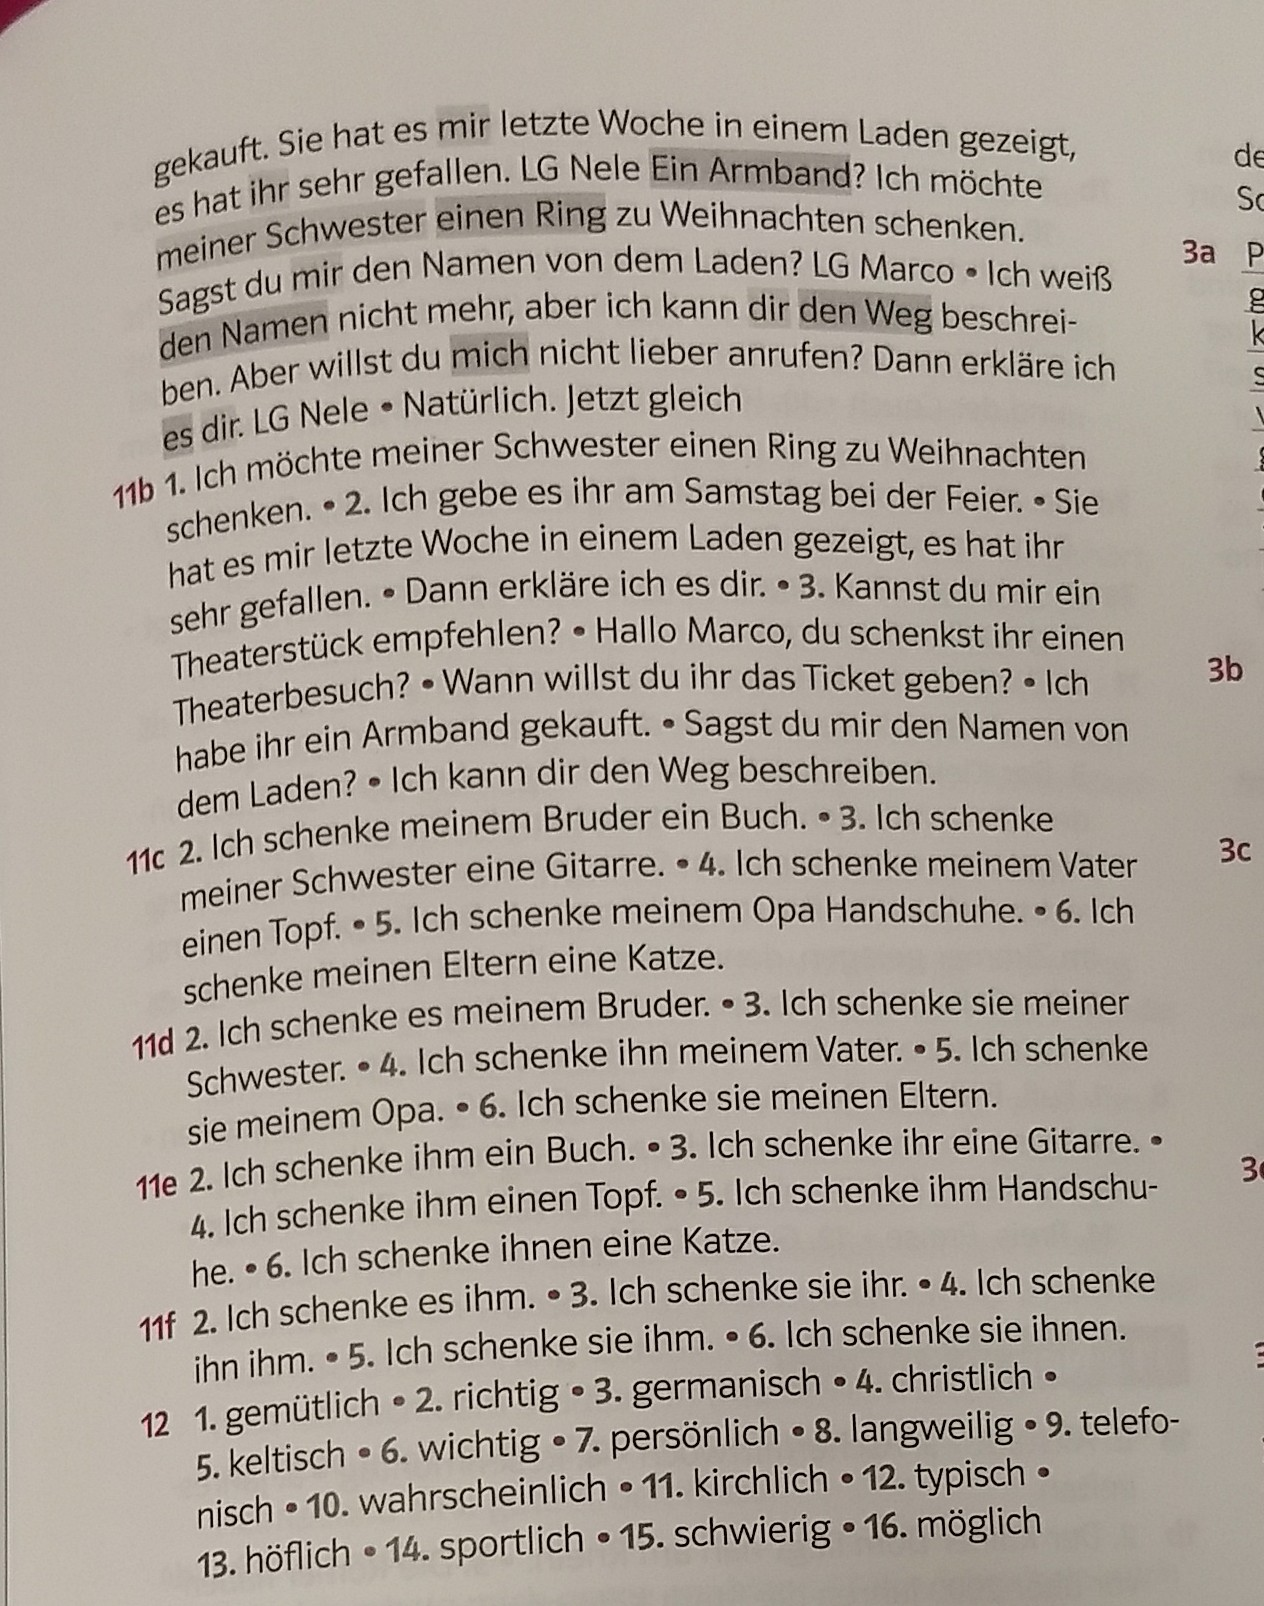 gekauft. Sie hat es mir letzte Woche in einem Laden gezeigt,
es hat ihr sehr gefallen. LG Nele Ein Armband? Ich möchte
meiner Schwester einen Ring zu Weihnachten schenken.
Sagst du mir den Namen von dem Laden? LG Marco • Ich weiß
den Namen nicht mehr, aber ich kann dir den Weg beschrei-
ben. Aber willst du mich nicht lieber anrufen? Dann erkläre ich
es dir. LG Nele • Natürlich. Jetzt gleich
11b 1. Ich möchte meiner Schwester einen Ring zu Weihnachten
schenken. • 2. Ich gebe es ihr am Samstag bei der Feier. • Sie
hat es mir letzte Woche in einem Laden gezeigt, es hat ihr
sehr gefallen. • Dann erkläre ich es dir. • 3. Kannst du mir ein
Theaterstück empfehlen? • Hallo Marco, du schenkst ihr einen
Theaterbesuch? • Wann willst du ihr das Ticket geben? • Ich
habe ihr ein Armband gekauft. • Sagst du mir den Namen von
dem Laden? • Ich kann dir den Weg beschreiben.
11c 2. Ich schenke meinem Bruder ein Buch. • 3. Ich schenke
meiner Schwester eine Gitarre. • 4. Ich schenke meinem Vater
einen Topf. • 5. Ich schenke meinem Opa Handschuhe. • 6. Ich
schenke meinen Eltern eine Katze.
11d 2. Ich schenke es meinem Bruder. • 3. Ich schenke sie meiner
Schwester. • 4. Ich schenke ihn meinem Vater. • 5. Ich schenke
sie meinem Opa. • 6. Ich schenke sie meinen Eltern.
11e 2. Ich schenke ihm ein Buch. • 3. Ich schenke ihr eine Gitarre. •
4. Ich schenke ihm einen Topf. • 5. Ich schenke ihm Handschu-
he. • 6. Ich schenke ihnen eine Katze.
11f 2. Ich schenke es ihm. • 3. Ich schenke sie ihr. • 4. Ich schenke
ihn ihm. • 5. Ich schenke sie ihm. • 6. Ich schenke sie ihnen.
12 1. gemütlich • 2. richtig • 3. germanisch • 4. christlich •
5. keltisch • 6. wichtig • 7. persönlich • 8. langweilig • 9. telefo-
nisch • 10. wahrscheinlich • 11. kirchlich • 12. typisch •
13. höflich • 14. sportlich • 15. schwierig • 16. möglich
3a
3b
3c